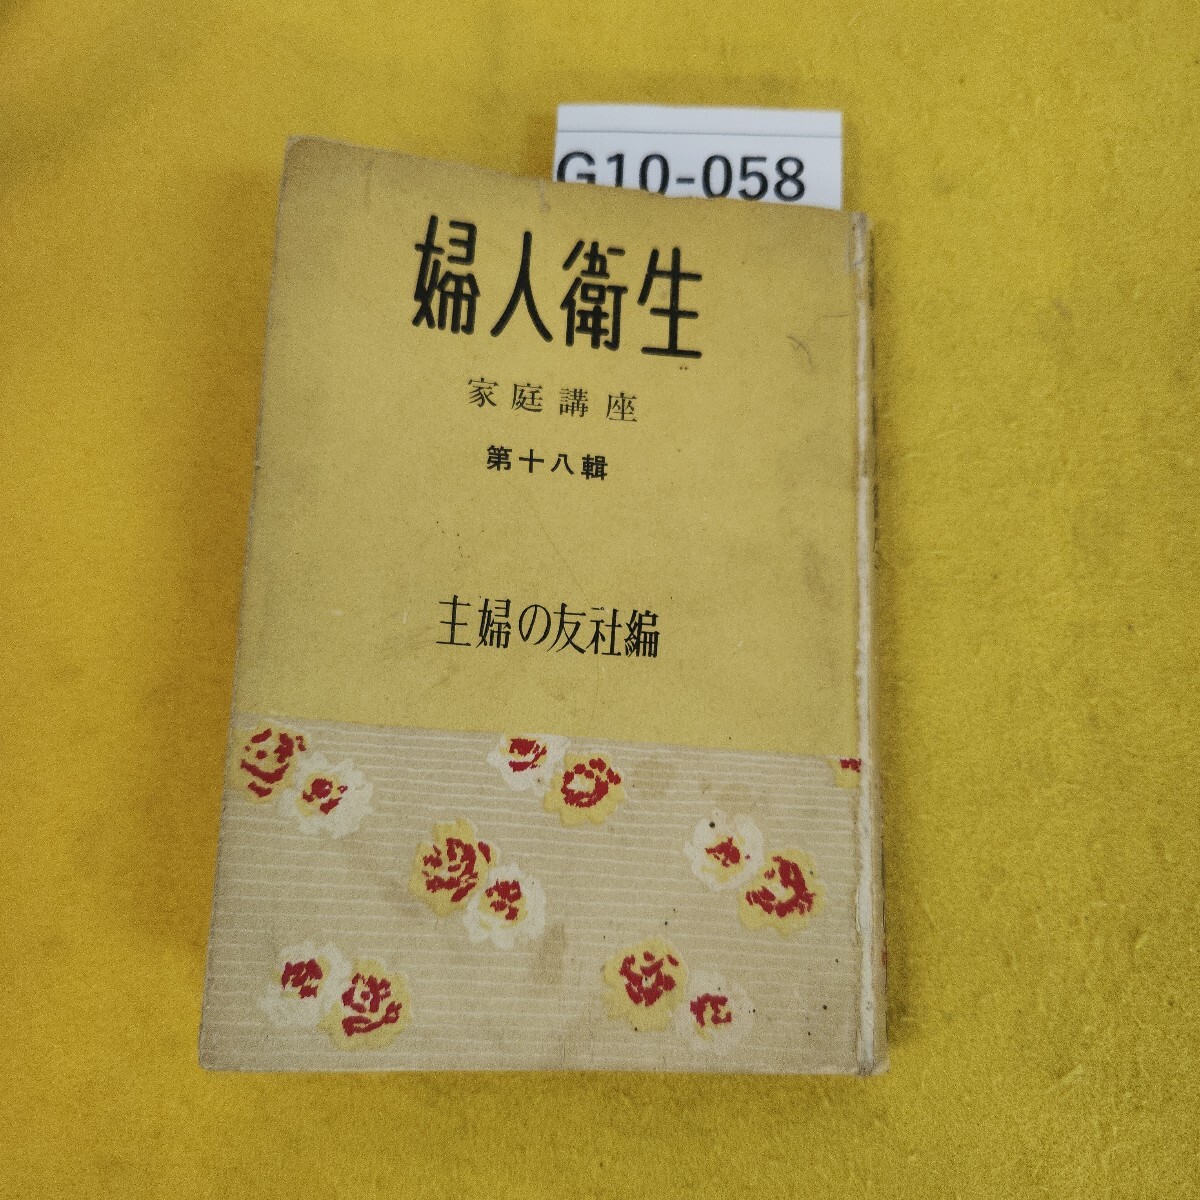 G10-058
婦人衛生
家庭講座
第十八輯
主婦の友社編